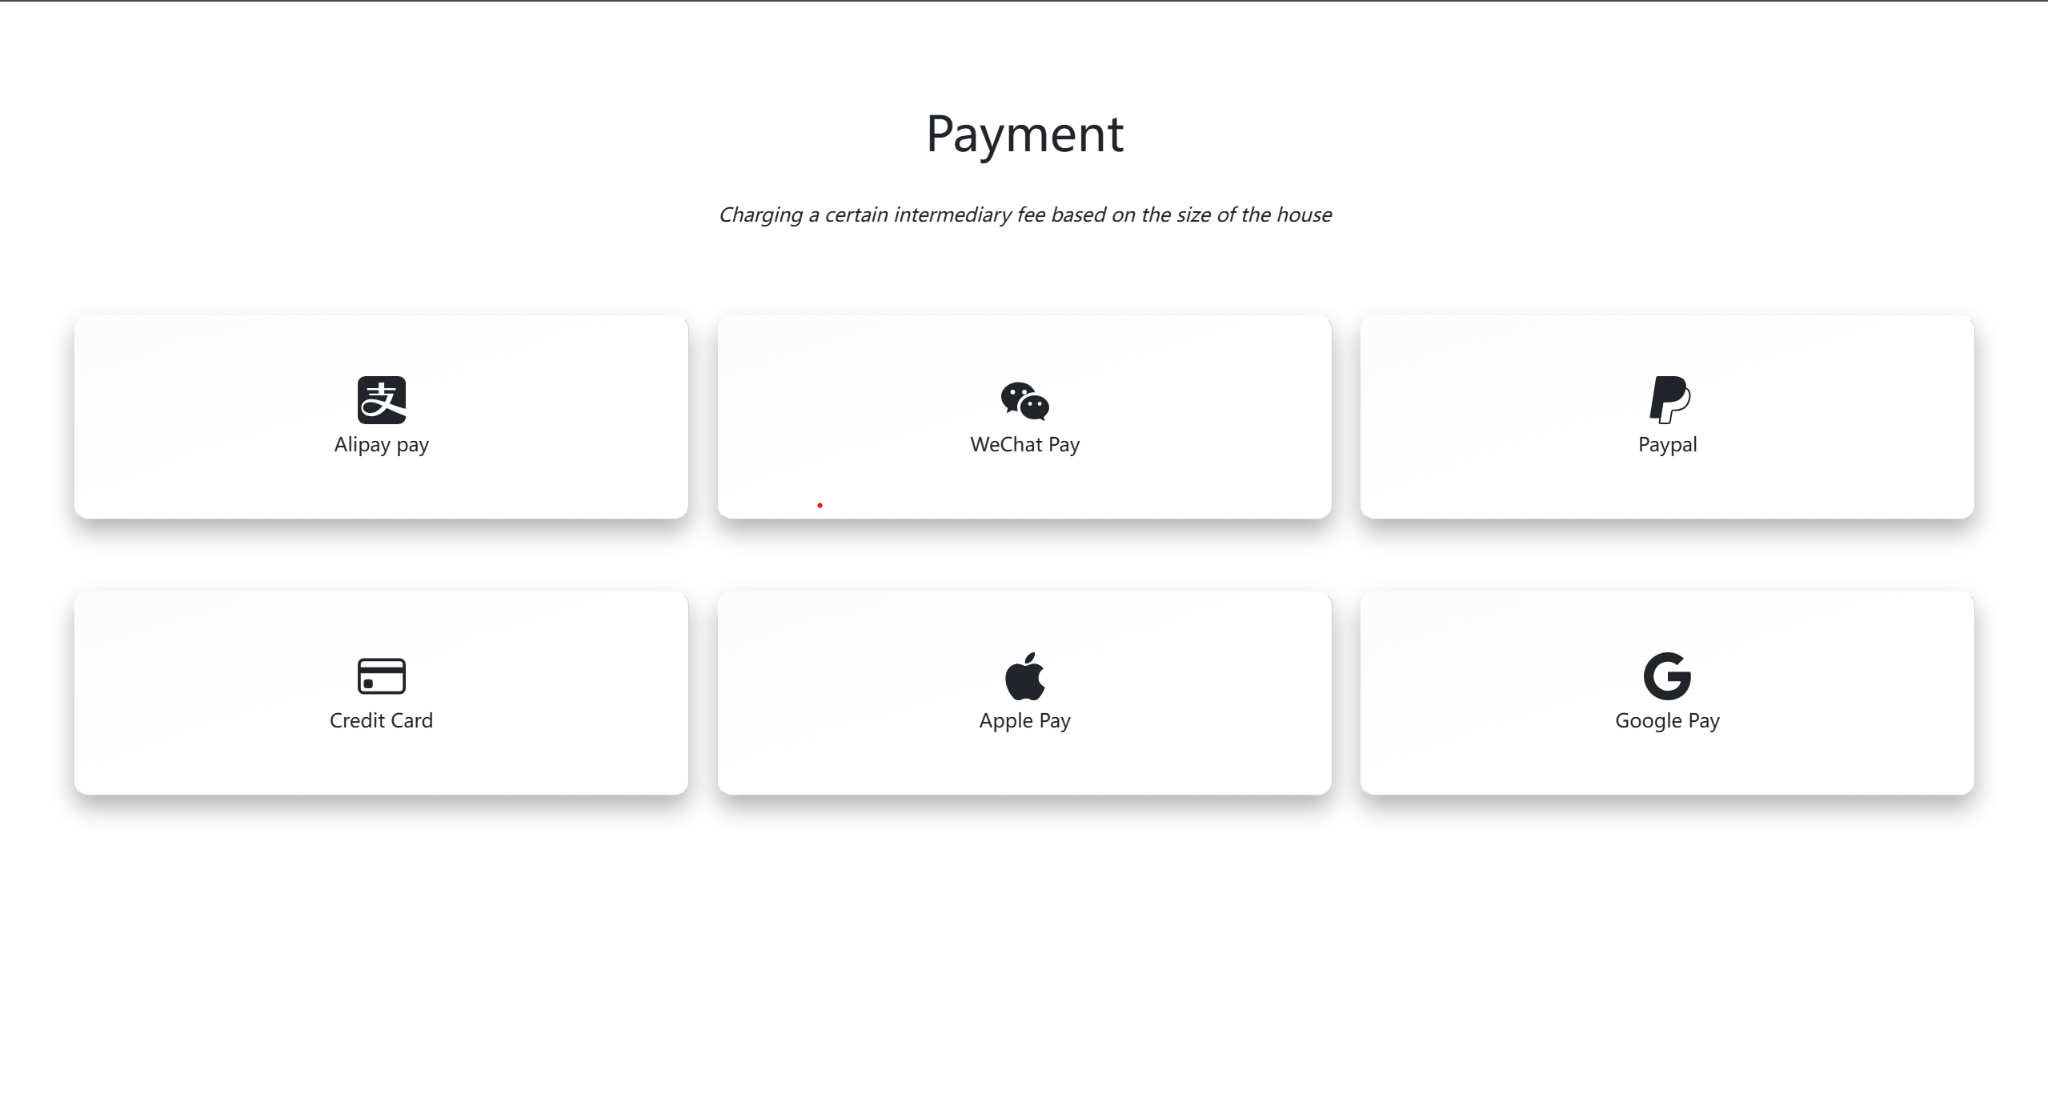 Payment
Charging a certain intermediary fee based on the size of the house
支
Alipay pay
WeChat Pay
Paypal
Credit Card
Apple Pay
G
Google Pay